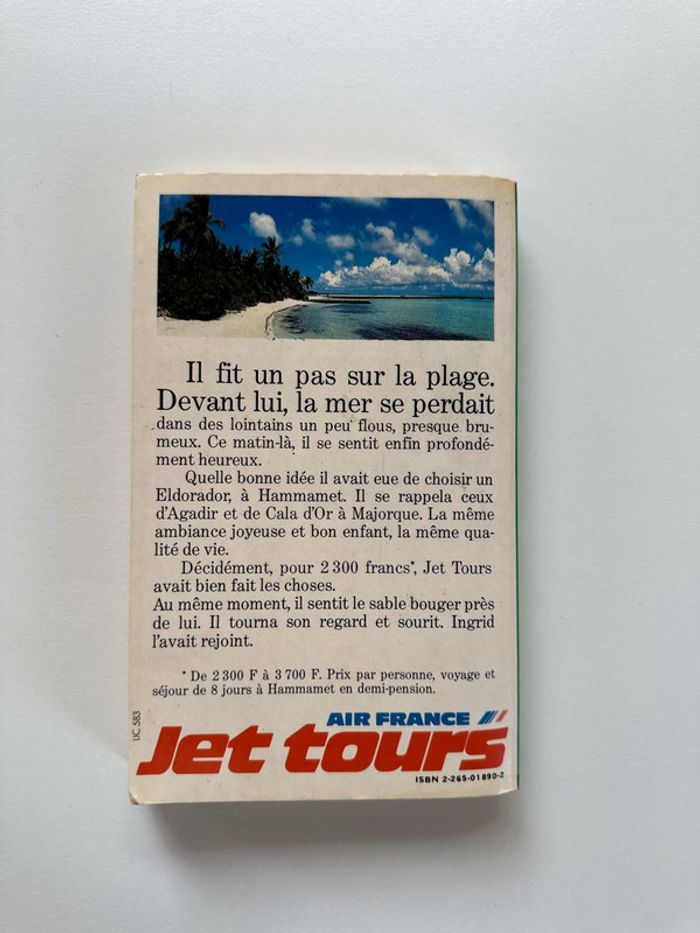 Il fit un pas sur la plage.
Devant lui, la mer se perdait
dans des lointains un peu flous, presque bru-
meux. Ce matin-là, il se sentit enfin profondé-
ment heureux.
Quelle bonne idée il avait eue de choisir un
Eldorador, à Hammamet. Il se rappela ceux
d'Agadir et de Cala d'Or à Majorque. La même
ambiance joyeuse et bon enfant, la même qua-
lité de vie.
Décidément, pour 2 300 francs*, Jet Tours
avait bien fait les choses.
Au même moment, il sentit le sable bouger près
de lui. Il tourna son regard et sourit. Ingrid
l'avait rejoint.
* De 2 300 F à 3 700 F. Prix par personne, voyage et
séjour de 8 jours à Hammamet en demi-pension.
LIC 583
AIR FRANCE
Jet tours
ISBN 2-265-01890-2